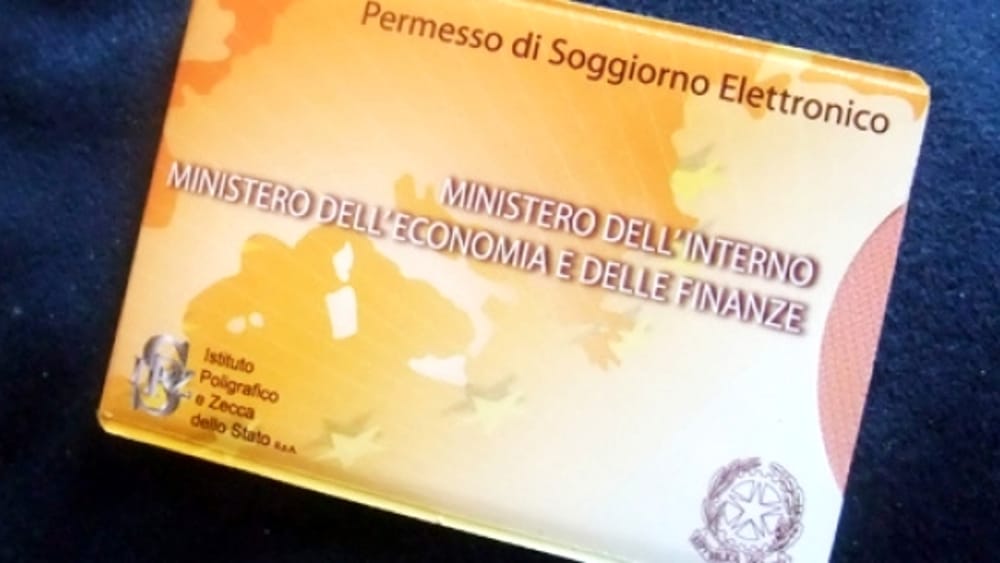 Permesso di Soggiorno Elettronico
MINISTERO DELL'INTERNO
MINISTERO DELL'ECONOMIA E DELLE FINANZE
Istituto
Poligrafico
e Zecca
dello Stato S.p.A.